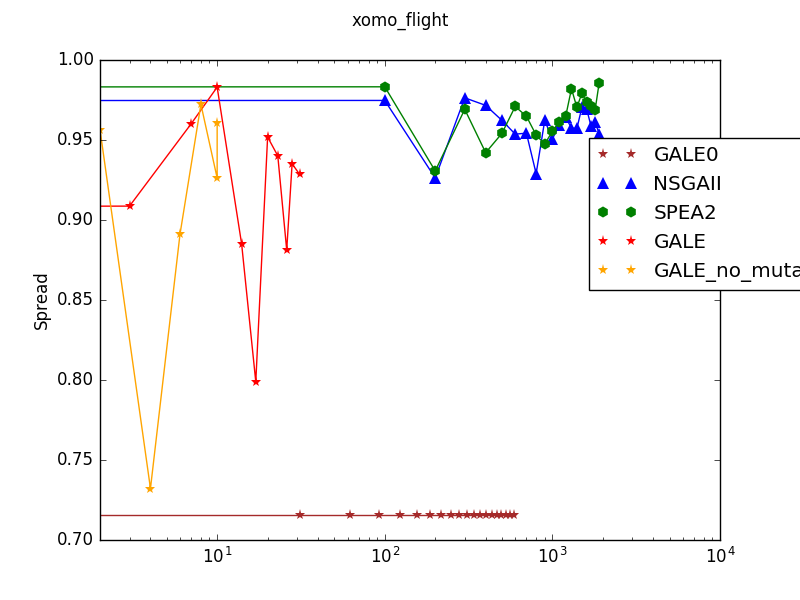 xomo_flight
1.00
0.95
0.90
0.85
0.80
0.75
0.70
Spread
GALE0
NSGAII
SPEA2
GALE
GALE_no_muta
10^1
10^2
10^3
10^4